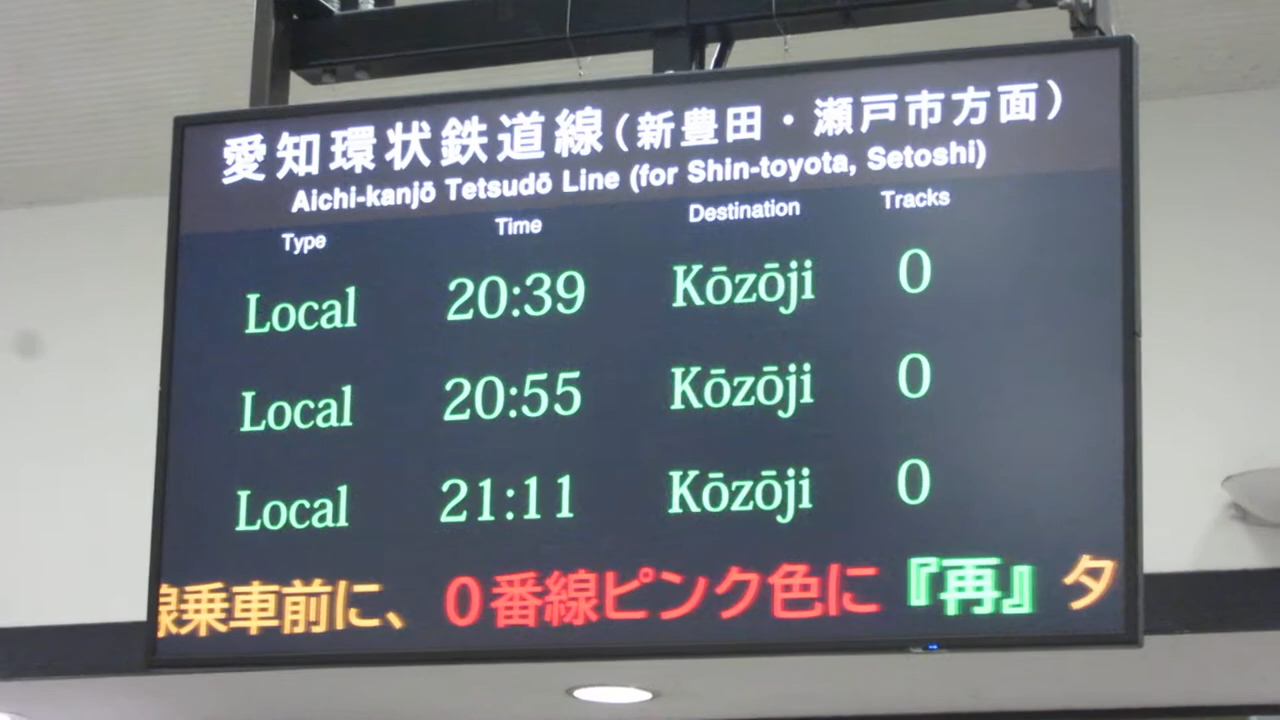 愛知環状鉄道線(新豊田・瀬戸市方面)
Aichi-kanjō Tetsudō Line (for Shin-toyota, Setoshi)
Type Time Destination Tracks
Local 20:39 Kōzōji 0
Local 20:55 Kōzōji 0
Local 21:11 Kōzōji 0
線乗車前に、0番線ピンク色に『再』タ